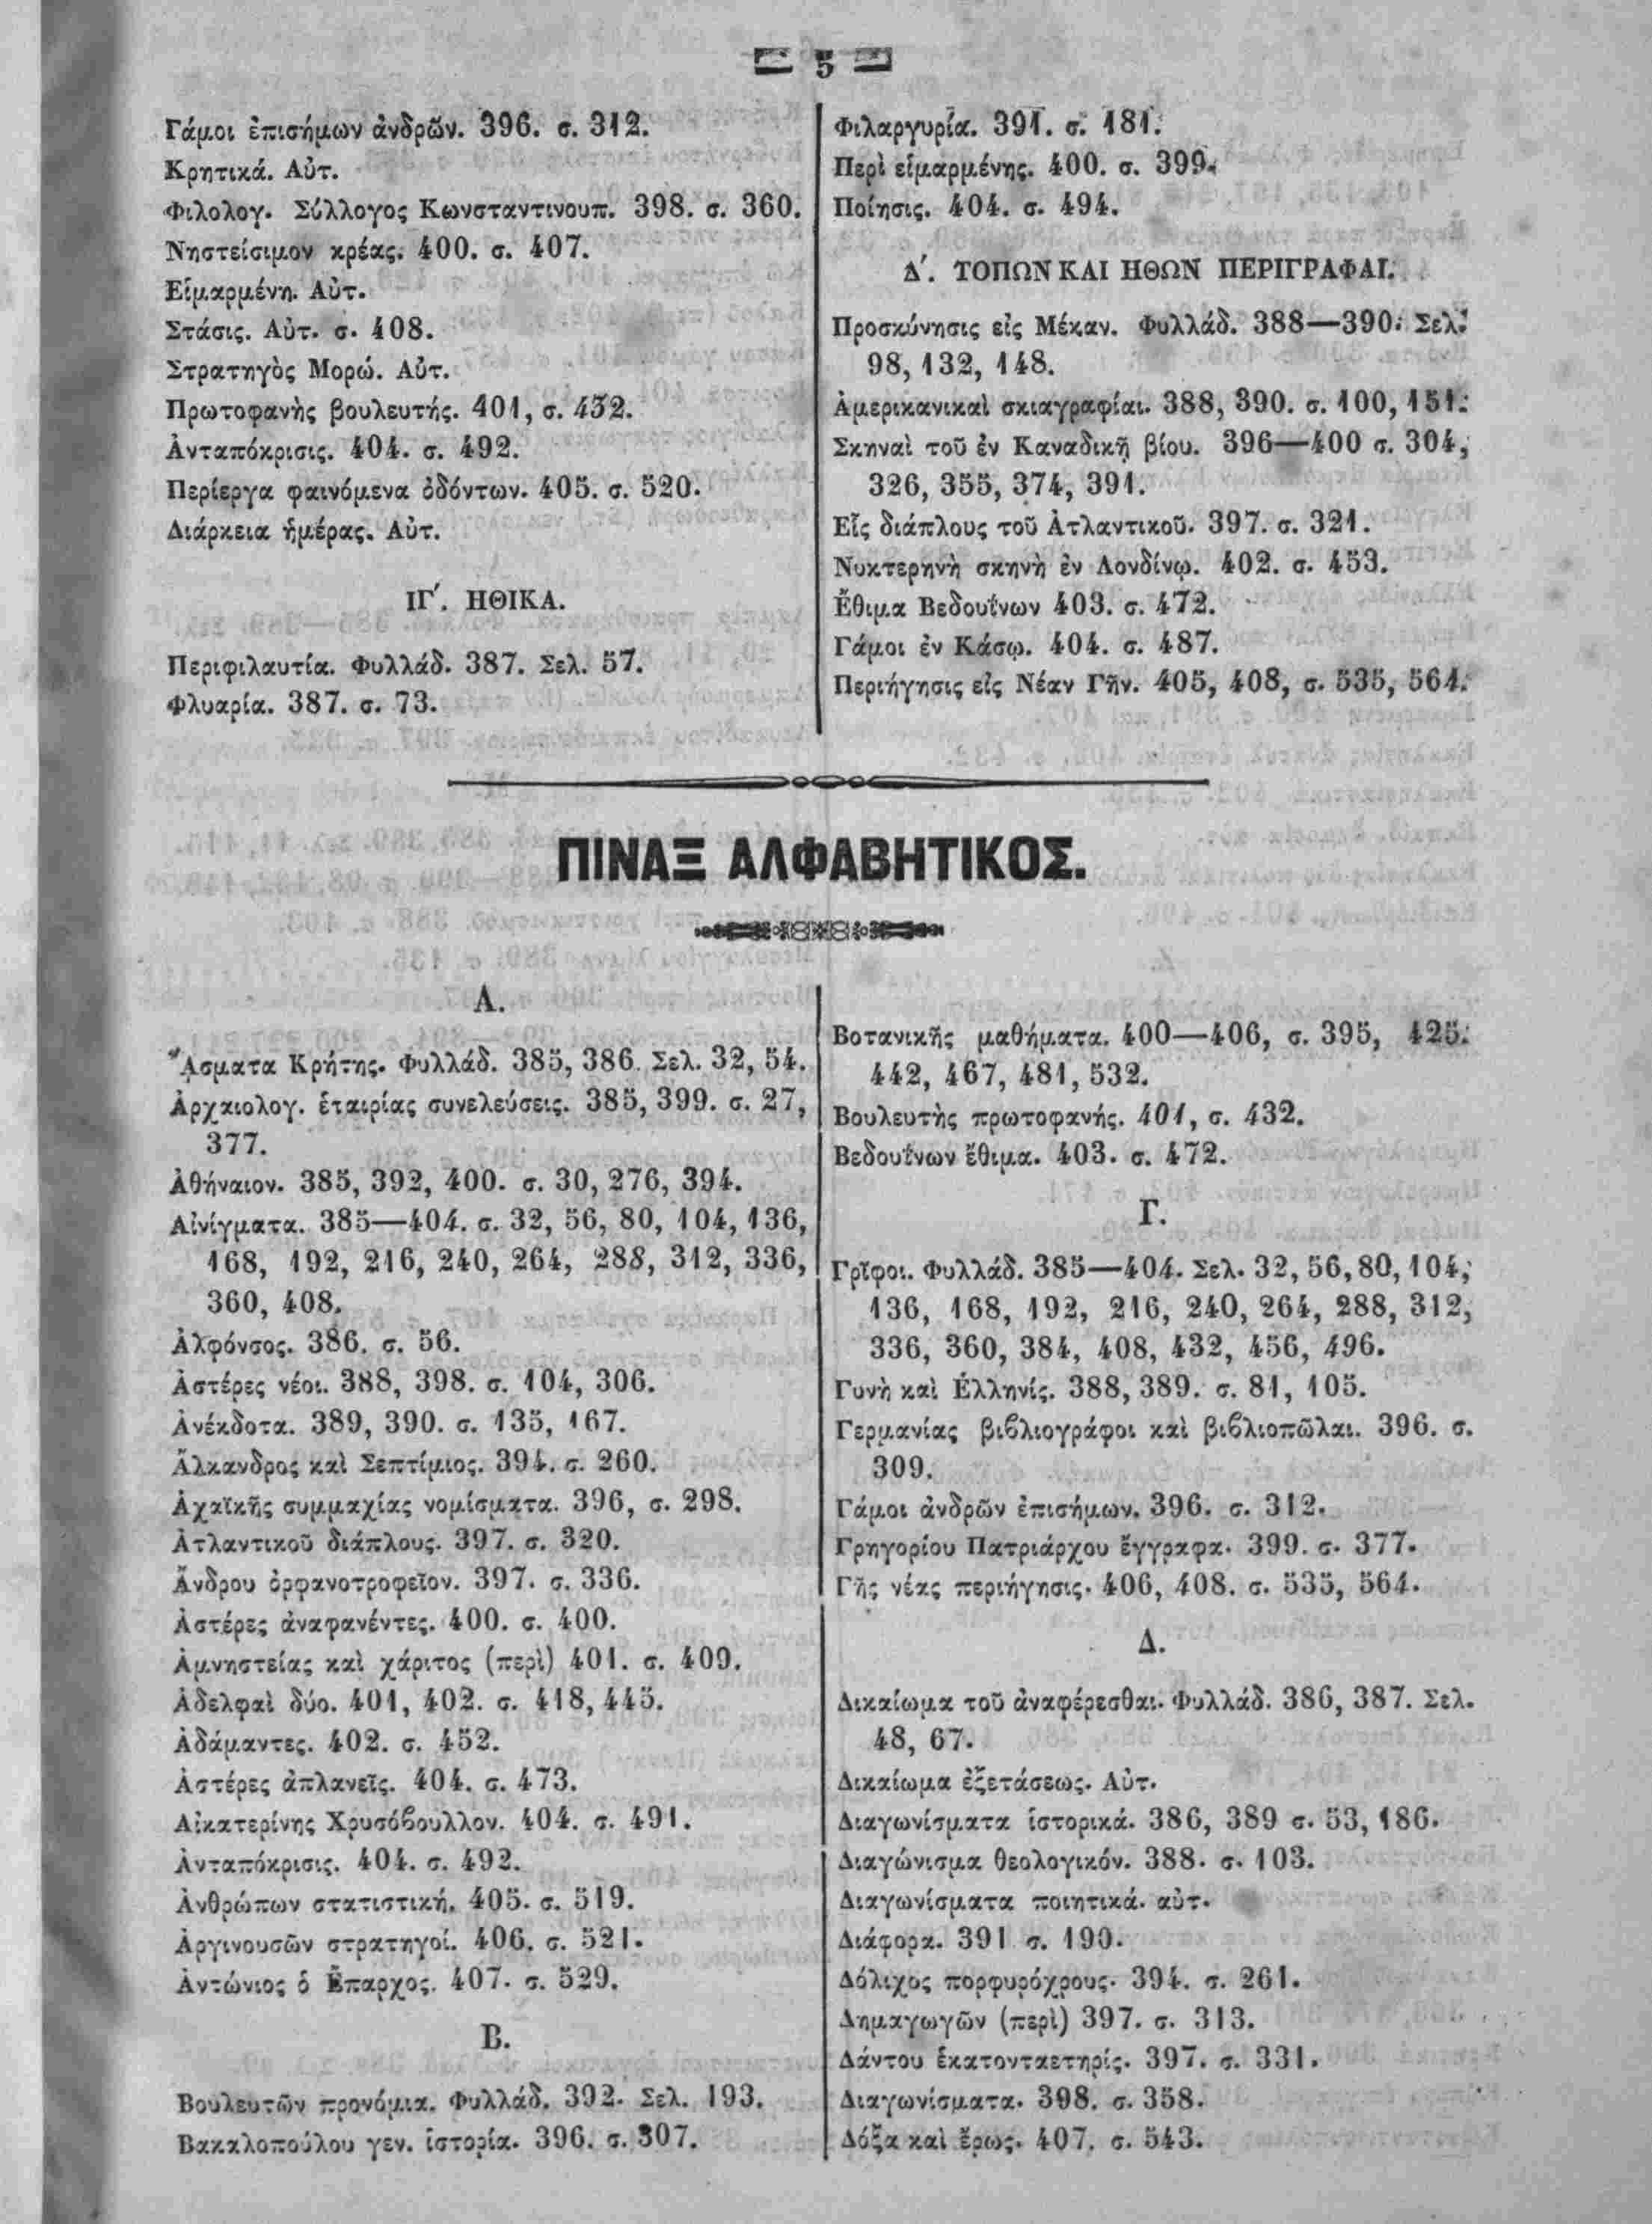 5
Γάμοι ἐπισήμων ἀνδρῶν. 396. σ. 312.
Κρητικά. Αὐτ.
Φιλολογ. Σύλλογος Κωνσταντινουπ. 398. σ. 360.
Νηστείσιμον κρέας. 400. σ. 407.
Εἱμαρμένη. Αὐτ.
Στάσις. Αὐτ. σ. 408.
Στρατηγὸς Μορώ. Αὐτ.
Πρωτοφανὴς βουλευτής. 401, σ. 432.
Ἀνταπόκρισις. 404. σ. 492.
Περίεργα φαινόμενα ὀδόντων. 405. σ. 520.
Διάρκεια ἡμέρας. Αὐτ.
ΙΓ΄. ΗΘΙΚΑ.
Περιφιλαυτία. Φυλλάδ. 387. Σελ. 57.
Φλυαρία. 387. σ. 73.
Φιλαργυρία. 391. σ. 181.
Περὶ εἱμαρμένης. 400. σ. 399.
Ποίησις. 404. σ. 494.
Δ΄. ΤΟΠΩΝ ΚΑΙ ΗΘΩΝ ΠΕΡΙΓΡΑΦΑΙ.
Προσκύνησις εἰς Μέκαν. Φυλλάδ. 388—390. Σελ.
98, 132, 148.
Ἀμερικανικαὶ σκιαγραφίαι. 388, 390. σ. 100, 151.
Σκηναὶ τοῦ ἐν Καναδικῇ βίου. 396—400 σ. 304,
326, 355, 374, 391.
Εἷς διάπλους τοῦ Ἀτλαντικοῦ. 397. σ. 321.
Νυκτερηνὴ σκηνὴ ἐν Λονδίνῳ. 402. σ. 453.
Ἔθιμα Βεδουΐνων 403. σ. 472.
Γάμοι ἐν Κάσῳ. 404. σ. 487.
Περιήγησις εἰς Νέαν Γῆν. 405, 408, σ. 535, 564.
ΠΙΝΑΞ ΑΛΦΑΒΗΤΙΚΟΣ.
Α.
ᾌσματα Κρήτης. Φυλλάδ. 385, 386. Σελ. 32, 54.
Ἀρχαιολογ. ἑταιρίας συνελεύσεις. 385, 399. σ. 27,
377.
Ἀθήναιον. 385, 392, 400. σ. 30, 276, 394.
Αἰνίγματα. 385—404. σ. 32, 56, 80, 104, 136,
168, 192, 216, 240, 264, 288, 312, 336,
360, 408.
Ἀλφόνσος. 386. σ. 56.
Ἀστέρες νέοι. 388, 398. σ. 104, 306.
Ἀνέκδοτα. 389, 390. σ. 135, 167.
Ἄλκανδρος καὶ Σεπτίμιος. 394. σ. 260.
Ἀχαϊκῆς συμμαχίας νομίσματα. 396, σ. 298.
Ἀτλαντικοῦ διάπλους. 397. σ. 320.
Ἄνδρου ὀρφανοτροφεῖον. 397. σ. 336.
Ἀστέρες ἀναφανέντες. 400. σ. 400.
Ἀμνηστείας καὶ χάριτος (περὶ) 401. σ. 409.
Ἀδελφαὶ δύο. 401, 402. σ. 418, 445.
Ἀδάμαντες. 402. σ. 452.
Ἀστέρες ἀπλανεῖς. 404. σ. 473.
Αἰκατερίνης Χρυσόβουλλον. 404. σ. 491.
Ἀνταπόκρισις. 404. σ. 492.
Ἀνθρώπων στατιστική. 405. σ. 519.
Ἀργινουσῶν στρατηγοί. 406. σ. 521.
Ἀντώνιος ὁ Ἔπαρχος. 407. σ. 529.
Β.
Βουλευτῶν προνόμια. Φυλλάδ. 392. Σελ. 193.
Βακαλοπούλου γεν. ἱστορία. 396. σ. 307.
Βοτανικῆς μαθήματα. 400—406, σ. 395, 425.
442, 467, 481, 532.
Βουλευτὴς πρωτοφανής. 401, σ. 432.
Βεδουΐνων ἔθιμα. 403. σ. 472.
Γ.
Γρῖφοι. Φυλλάδ. 385—404. Σελ. 32, 56, 80, 104,
136, 168, 192, 216, 240, 264, 288, 312,
336, 360, 384, 408, 432, 456, 496.
Γυνὴ καὶ Ἑλληνίς. 388, 389. σ. 81, 105.
Γερμανίας βιβλιογράφοι καὶ βιβλιοπῶλαι. 396. σ.
309.
Γάμοι ἀνδρῶν ἐπισήμων. 396. σ. 312.
Γρηγορίου Πατριάρχου ἔγγραφα. 399. σ. 377.
Γῆς νέας περιήγησις. 406, 408. σ. 535, 564.
Δ.
Δικαίωμα τοῦ ἀναφέρεσθαι. Φυλλάδ. 386, 387. Σελ.
48, 67.
Δικαίωμα ἐξετάσεως. Αὐτ.
Διαγωνίσματα ἱστορικά. 386, 389 σ. 53, 186.
Διαγώνισμα θεολογικόν. 388. σ. 103.
Διαγωνίσματα ποιητικά. αὐτ.
Διάφορα. 391 σ. 190.
Δόλιχος πορφυρόχρους. 394. σ. 261.
Δημαγωγῶν (περὶ) 397. σ. 313.
Δάντου ἑκατονταετηρίς. 397. σ. 331.
Διαγωνίσματα. 398. σ. 358.
Δόξα καὶ ἔρως. 407. σ. 543.